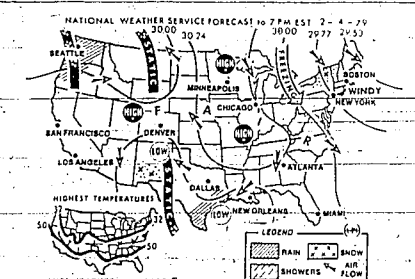 NATIONAL WEATHER SERVICE FORECAST to 7 PM EST 2-4-79
30.00 30.24 30.00 29.77 29.53
SEATTLE
STATIC
HIGH
FREEZING
MINNEAPOLIS
BOSTON
WINDY
NEW YORK
HIGH
F
A
CHICAGO
HIGH
SAN FRANCISCO
DENVER
R
LOW
LOS ANGELES
STATIC
ATLANTA
DALLAS
HIGHEST TEMPERATURES
32
32
50
50
LOW
NEW ORLEANS
MIAMI
LEGEND
RAIN
SNOW
SHOWERS
AIR FLOW